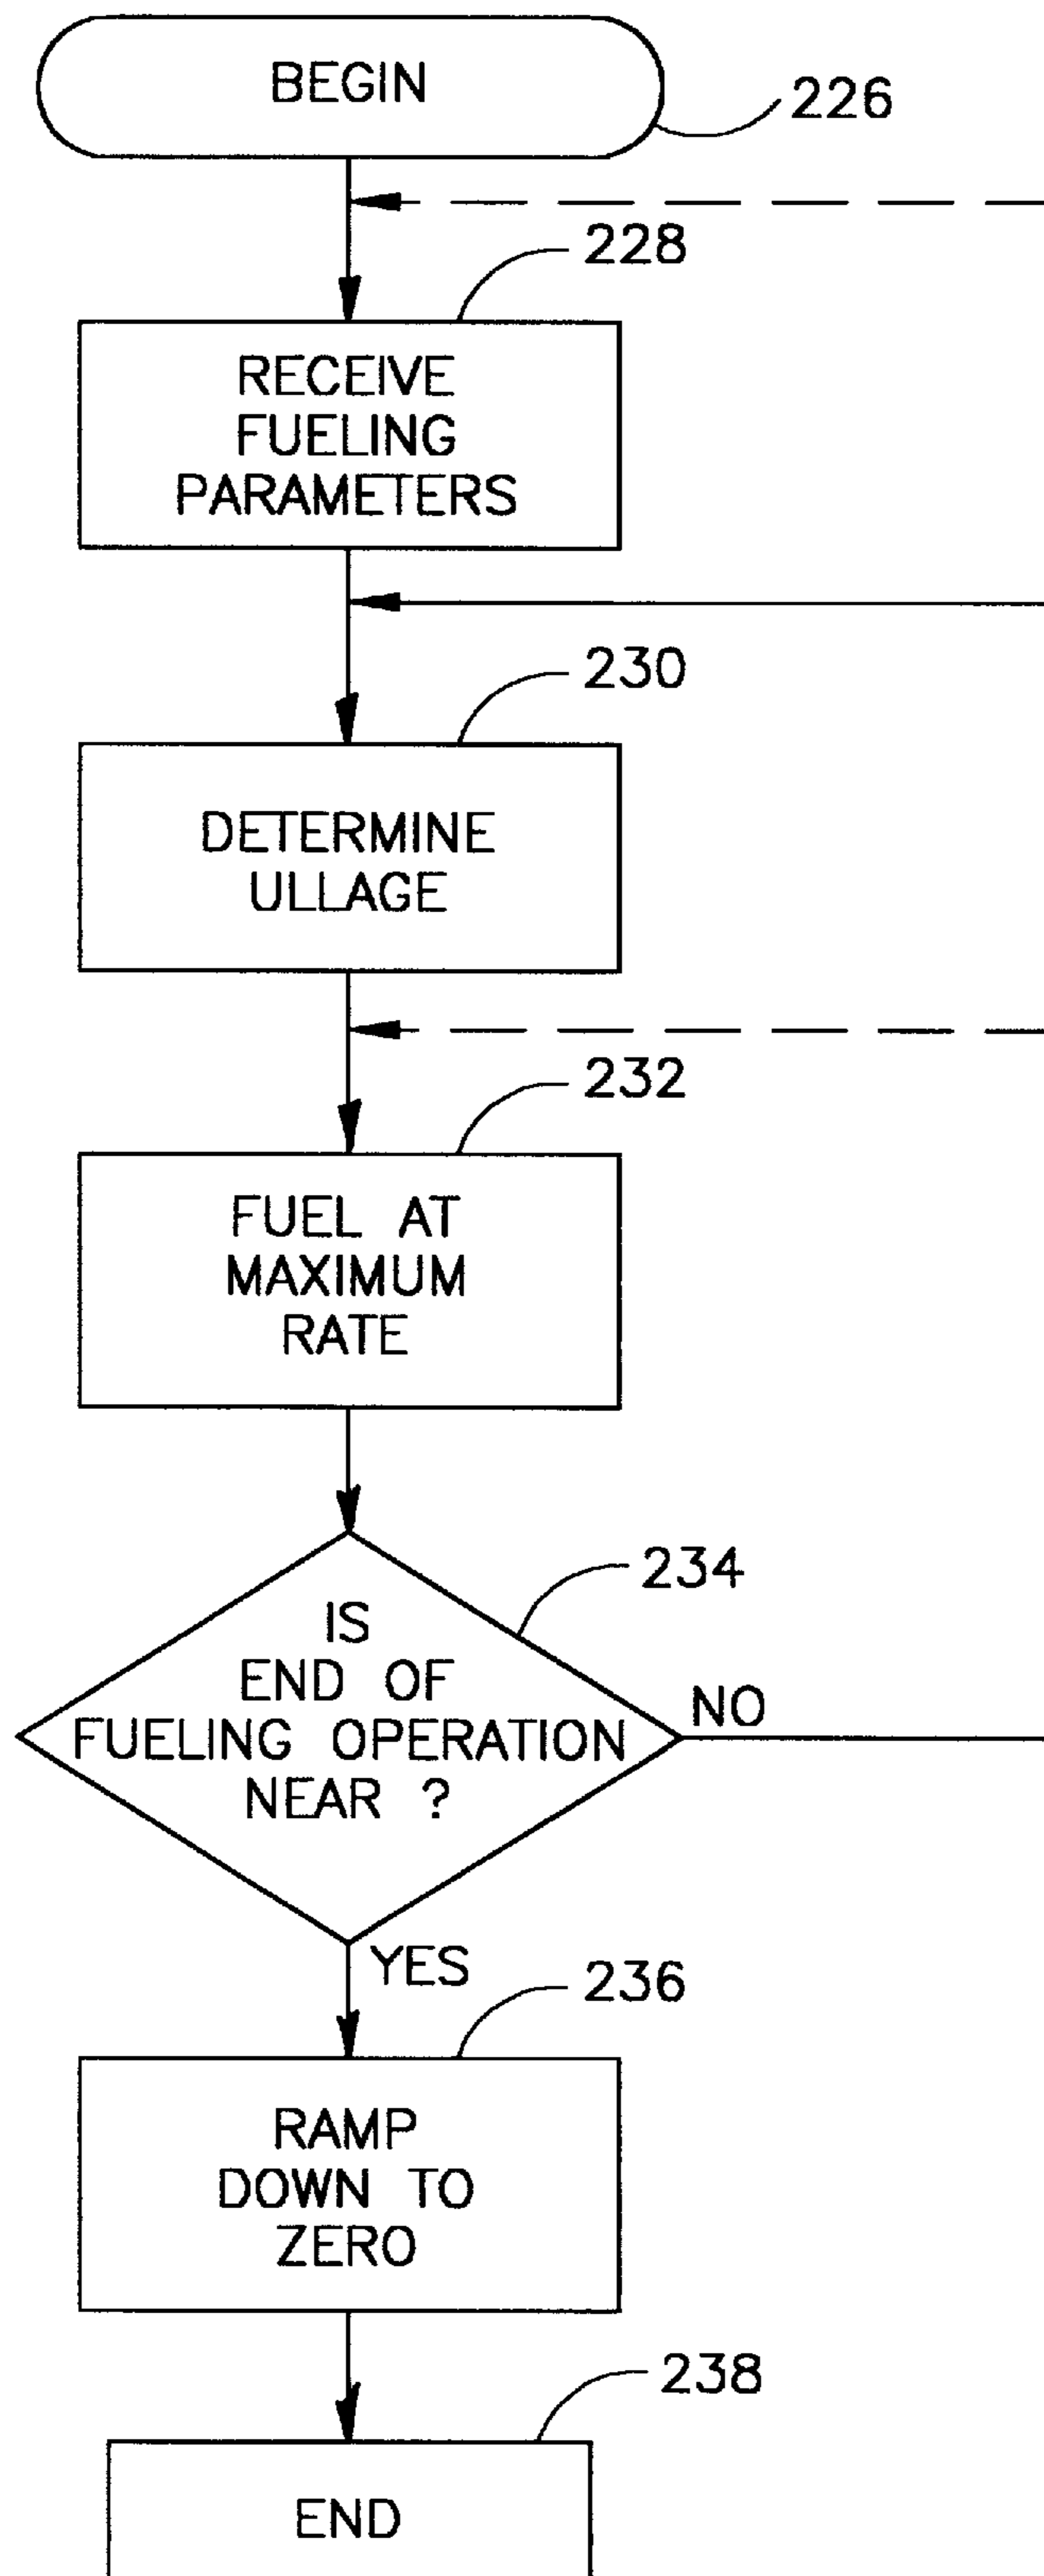 BEGIN
226
228
RECEIVE
FUELING
PARAMETERS
230
DETERMINE
ULLAGE
232
FUEL AT
MAXIMUM
RATE
234
IS
END OF
FUELING OPERATION
NEAR ?
NO
YES
236
RAMP
DOWN TO
ZERO
238
END